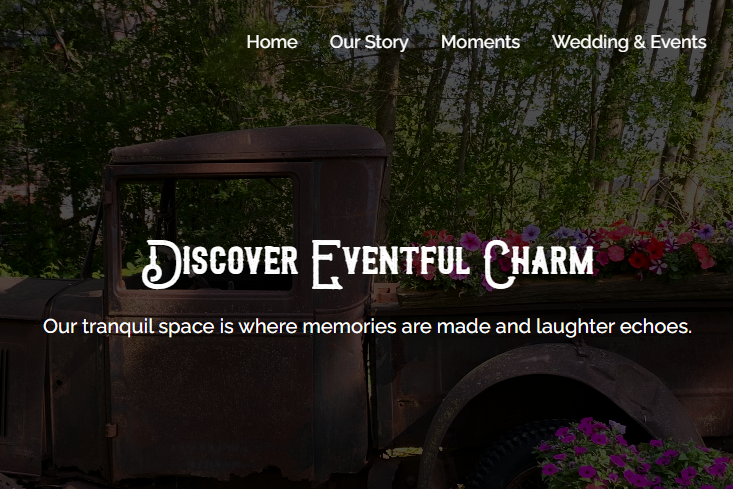 Home Our Story Moments Wedding & Events
Discover Eventful Charm
Our tranquil space is where memories are made and laughter echoes.